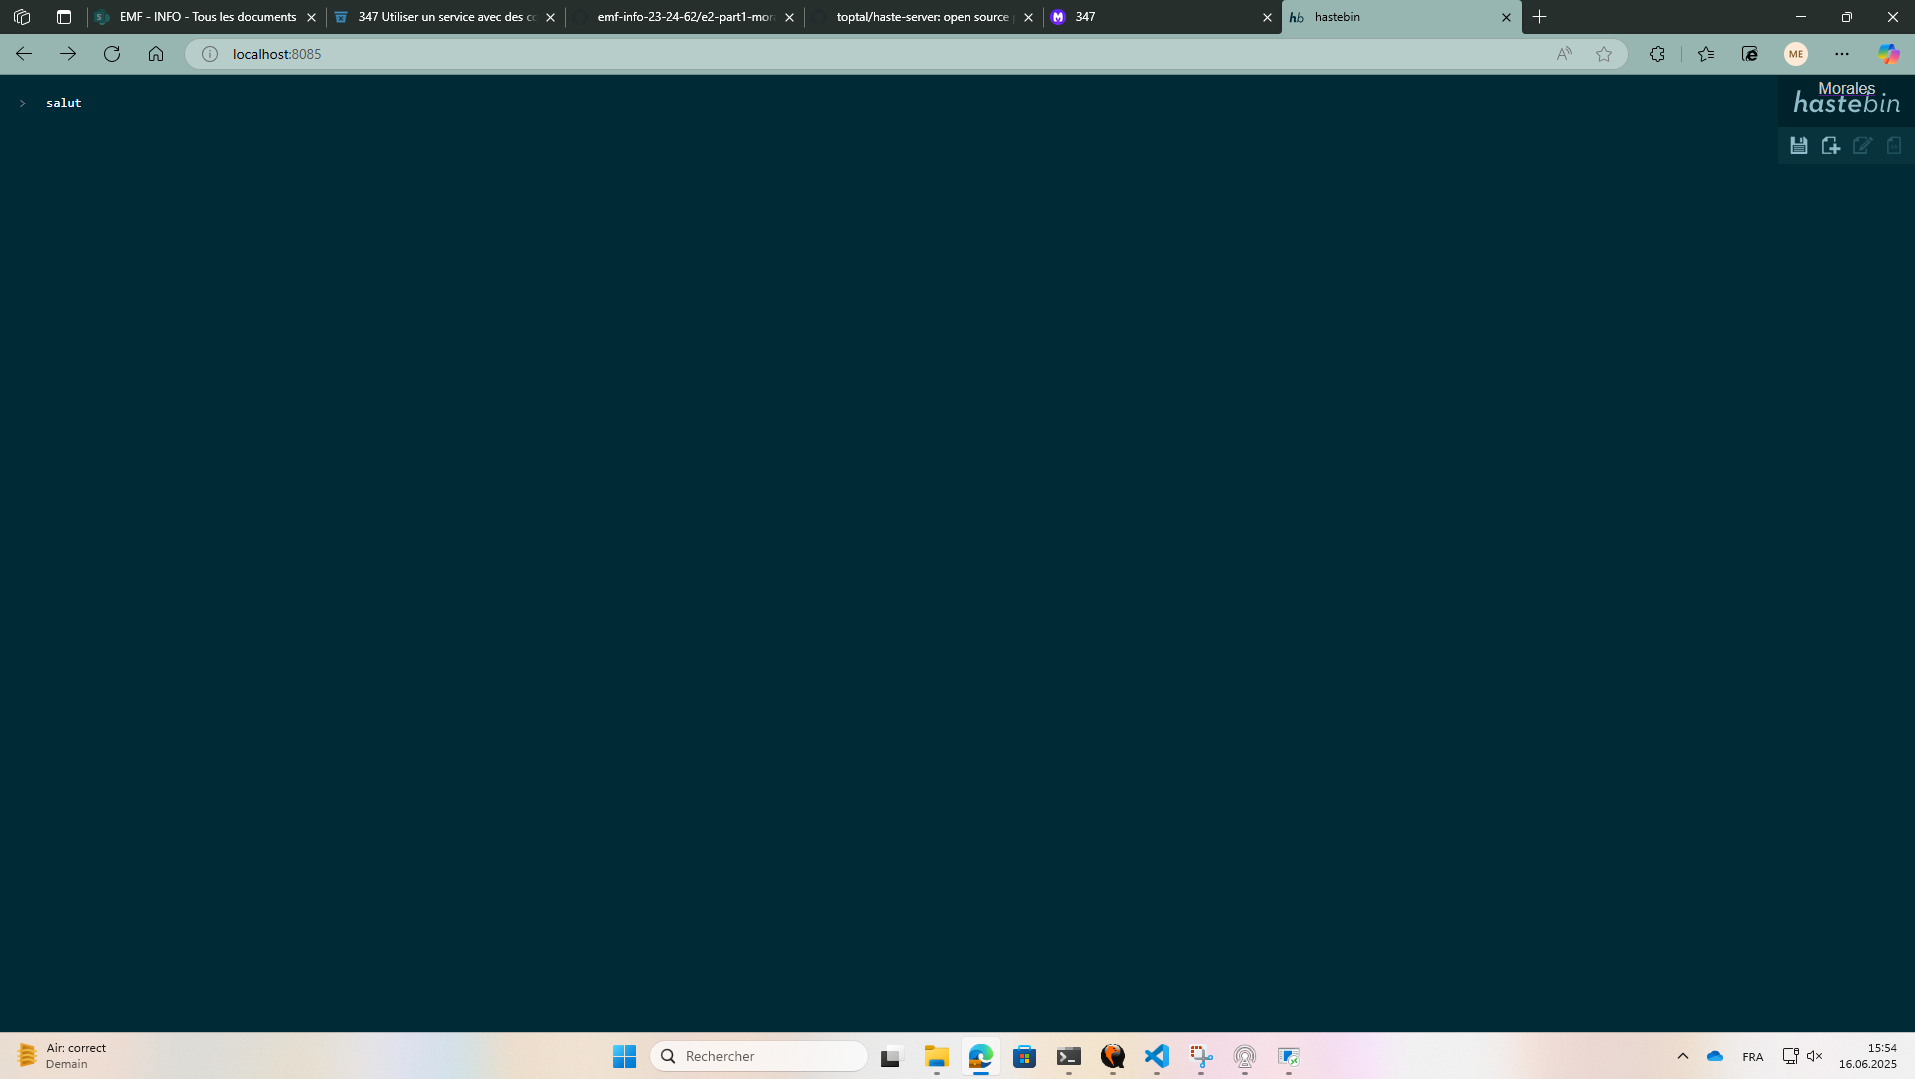 EMF - INFO - Tous les documents
347 Utiliser un service avec des co
emf-info-23-24-62/e2-part1-mora
toptal/haste-server: open source p
347
hastebin
localhost:8085
ME
> salut
Morales
hastebin
Air: correct
Demain
Rechercher
FRA
15:54
16.06.2025